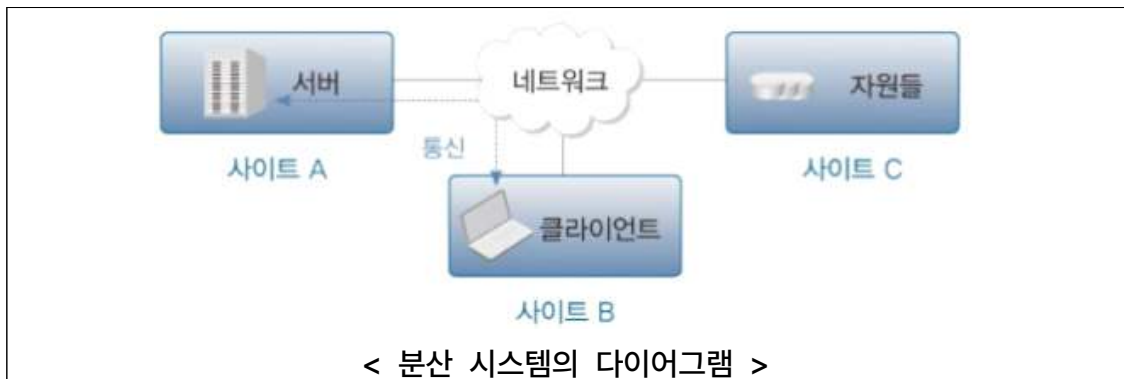 서버
네트워크
자원들
통신
사이트 A
사이트 C
클라이언트
사이트 B
< 분산 시스템의 다이어그램 >